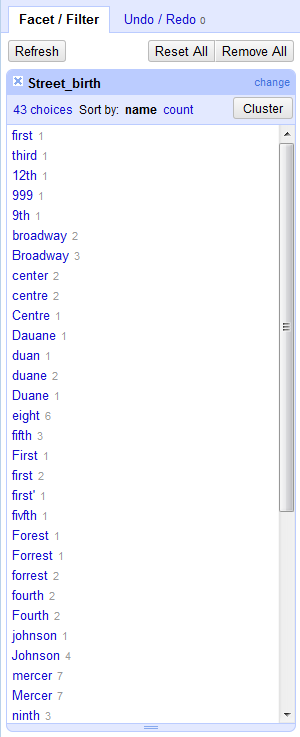 Facet / Filter Undo / Redo 0
Refresh Reset All Remove All
Street_birth change
43 choices Sort by: name count Cluster
first 1
third 1
12th 1
999 1
9th 1
broadway 2
Broadway 3
center 2
centre 2
Centre 1
Dauane 1
duan 1
duane 2
Duane 1
eight 6
fifth 3
First 1
first 2
first' 1
fivfth 1
Forest 1
Forrest 1
forrest 2
fourth 2
Fourth 2
johnson 1
Johnson 4
mercer 7
Mercer 7
ninth 3